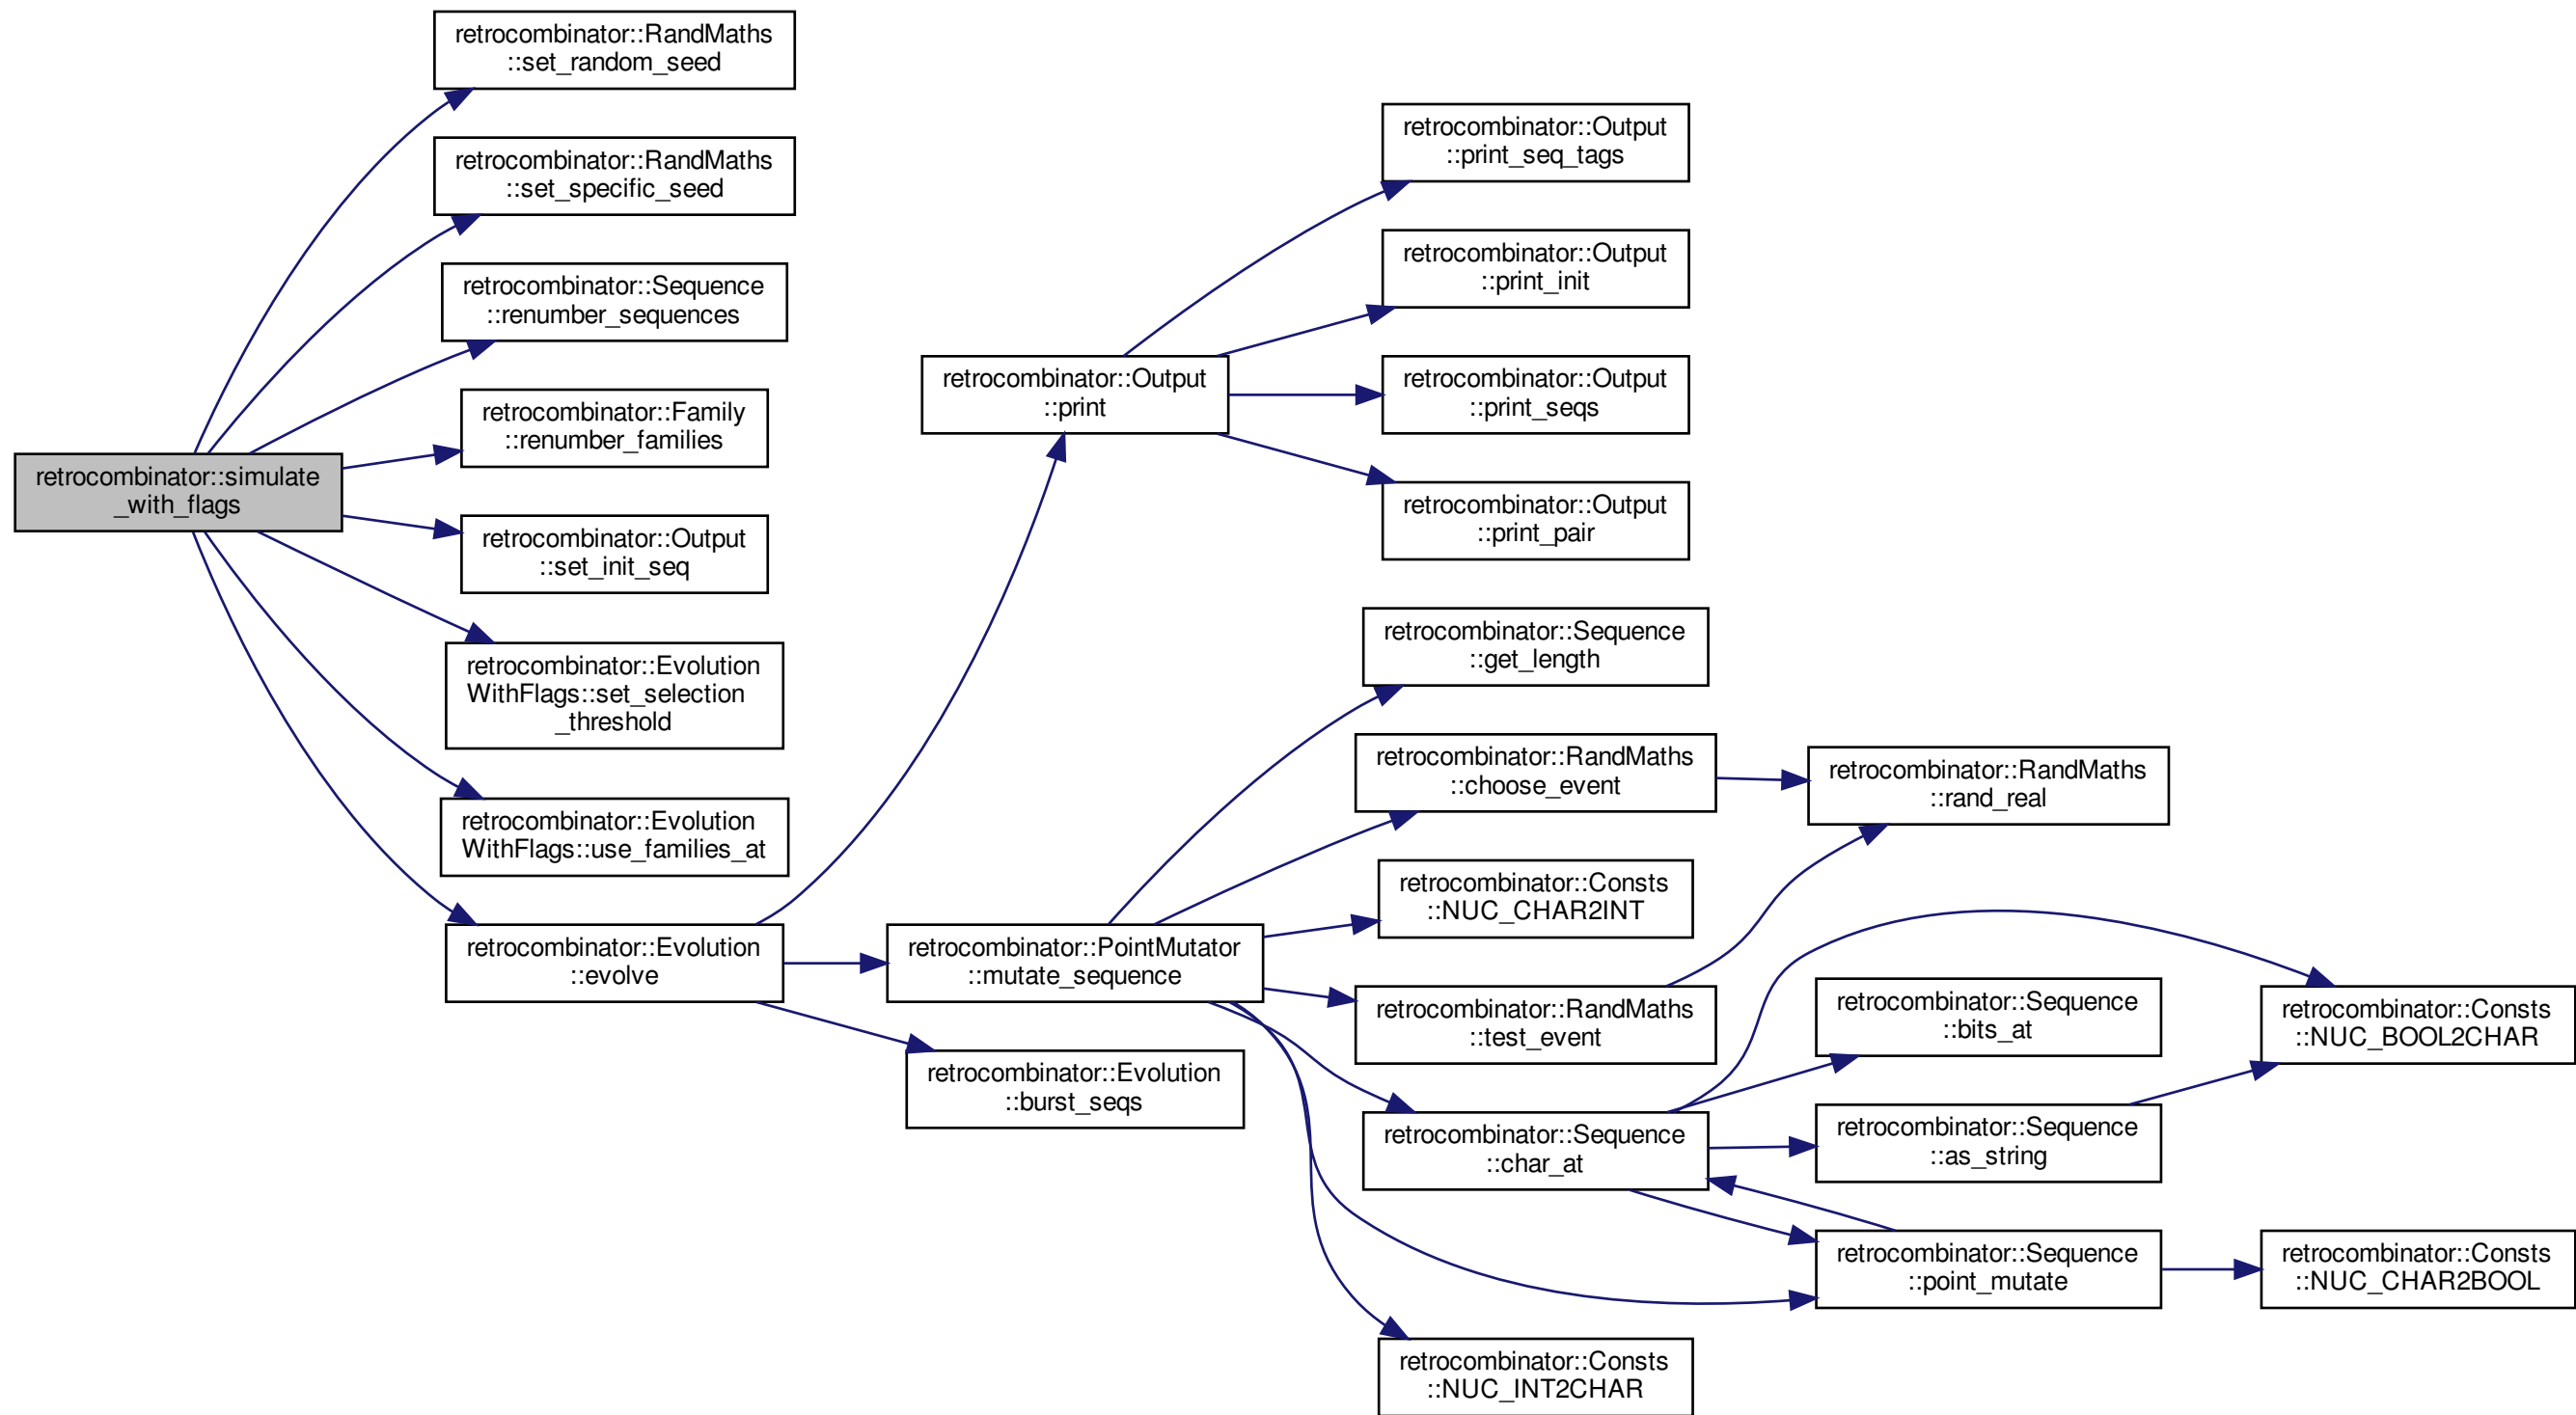 retrocombinator::simulate
_with_flags
retrocombinator::RandMaths
::set_random_seed
retrocombinator::RandMaths
::set_specific_seed
retrocombinator::Sequence
::renumber_sequences
retrocombinator::Family
::renumber_families
retrocombinator::Output
::set_init_seq
retrocombinator::Evolution
WithFlags::set_selection
_threshold
retrocombinator::Evolution
WithFlags::use_families_at
retrocombinator::Evolution
::evolve
retrocombinator::Output
::print
retrocombinator::PointMutator
::mutate_sequence
retrocombinator::Evolution
::burst_seqs
retrocombinator::Output
::print_seq_tags
retrocombinator::Output
::print_init
retrocombinator::Output
::print_seqs
retrocombinator::Output
::print_pair
retrocombinator::Sequence
::get_length
retrocombinator::RandMaths
::choose_event
retrocombinator::Consts
::NUC_CHAR2INT
retrocombinator::RandMaths
::test_event
retrocombinator::Sequence
::char_at
retrocombinator::Consts
::NUC_INT2CHAR
retrocombinator::RandMaths
::rand_real
retrocombinator::Sequence
::bits_at
retrocombinator::Sequence
::as_string
retrocombinator::Sequence
::point_mutate
retrocombinator::Consts
::NUC_BOOL2CHAR
retrocombinator::Consts
::NUC_CHAR2BOOL